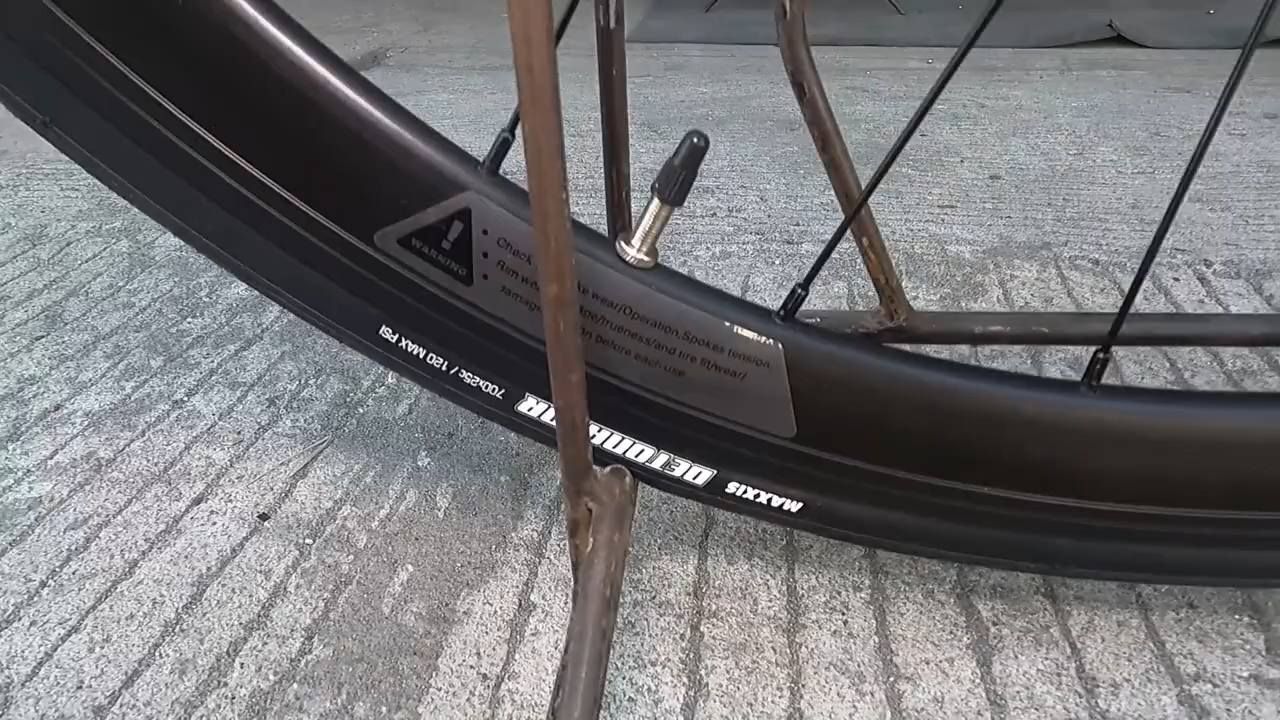 WARNING
Check wear/Operation,Spokes tension,
Rim age/trueness/and tire fit/wear/
before each use
MAXXIS DETONATOR 700x25c / 120 MAX PSI